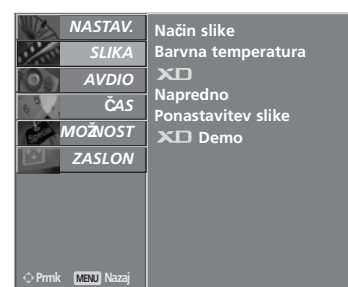 NASTAV.
SLIKA
AVDIO
ČAS
MOŽNOST
ZASLON
Način slike
Barvna temperatura
XD
Napredno
Ponastavitev slike
XD Demo
Prmk MENU Nazaj